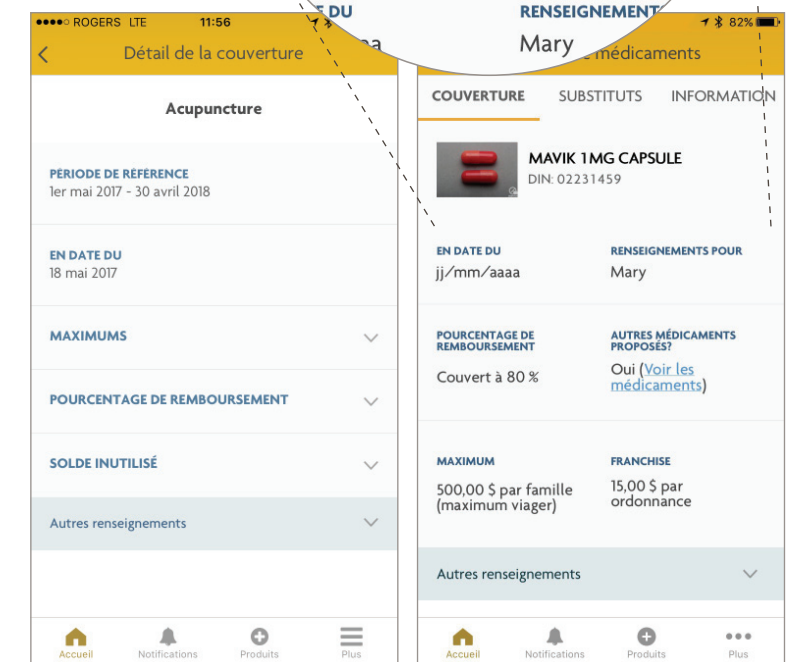 E DU
RENSEIGNEMENT
Mary
ROGERS LTE 11:56
Détail de la couverture
Acupuncture
PÉRIODE DE RÉFÉRENCE
1er mai 2017 - 30 avril 2018
EN DATE DU
18 mai 2017
MAXIMUMS
POURCENTAGE DE REMBOURSEMENT
SOLDE INUTILISÉ
Autres renseignements
Accueil Notifications Produits Plus
82%
médicaments
COUVERTURE SUBSTITUTS INFORMATION
MAVIK 1MG CAPSULE
DIN: 02231459
EN DATE DU
jj/mm/aaaa
RENSEIGNEMENTS POUR
Mary
POURCENTAGE DE
REMBOURSEMENT
Couvert à 80 %
AUTRES MÉDICAMENTS
PROPOSÉS?
Oui (Voir les
médicaments)
MAXIMUM
500,00 $ par famille
(maximum viager)
FRANCHISE
15,00 $ par
ordonnance
Autres renseignements
Accueil Notifications Produits Plus